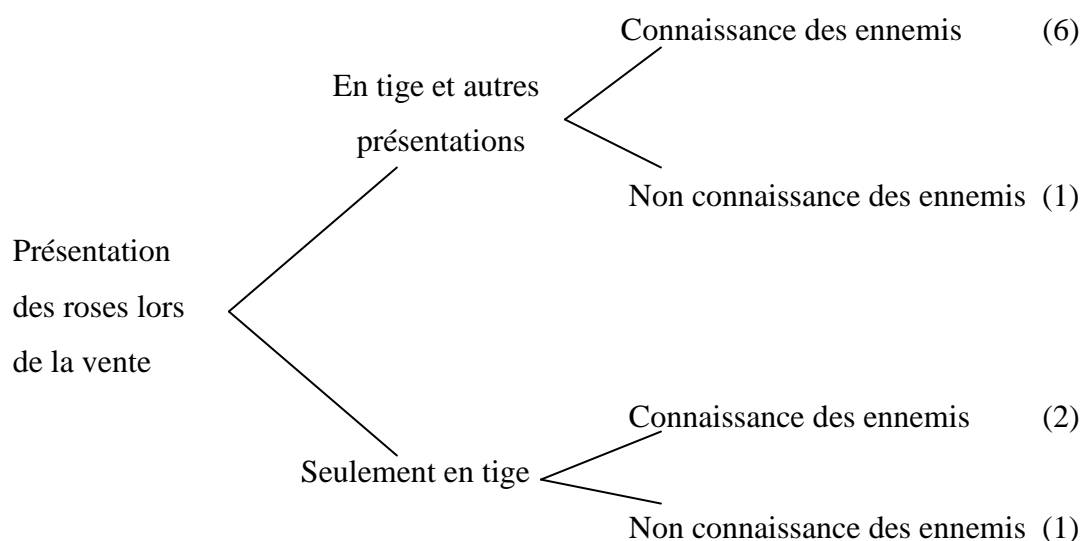 Connaissance des ennemis (6)
En tige et autres
présentations
Non connaissance des ennemis (1)
Présentation
des roses lors
de la vente
Connaissance des ennemis (2)
Seulement en tige
Non connaissance des ennemis (1)